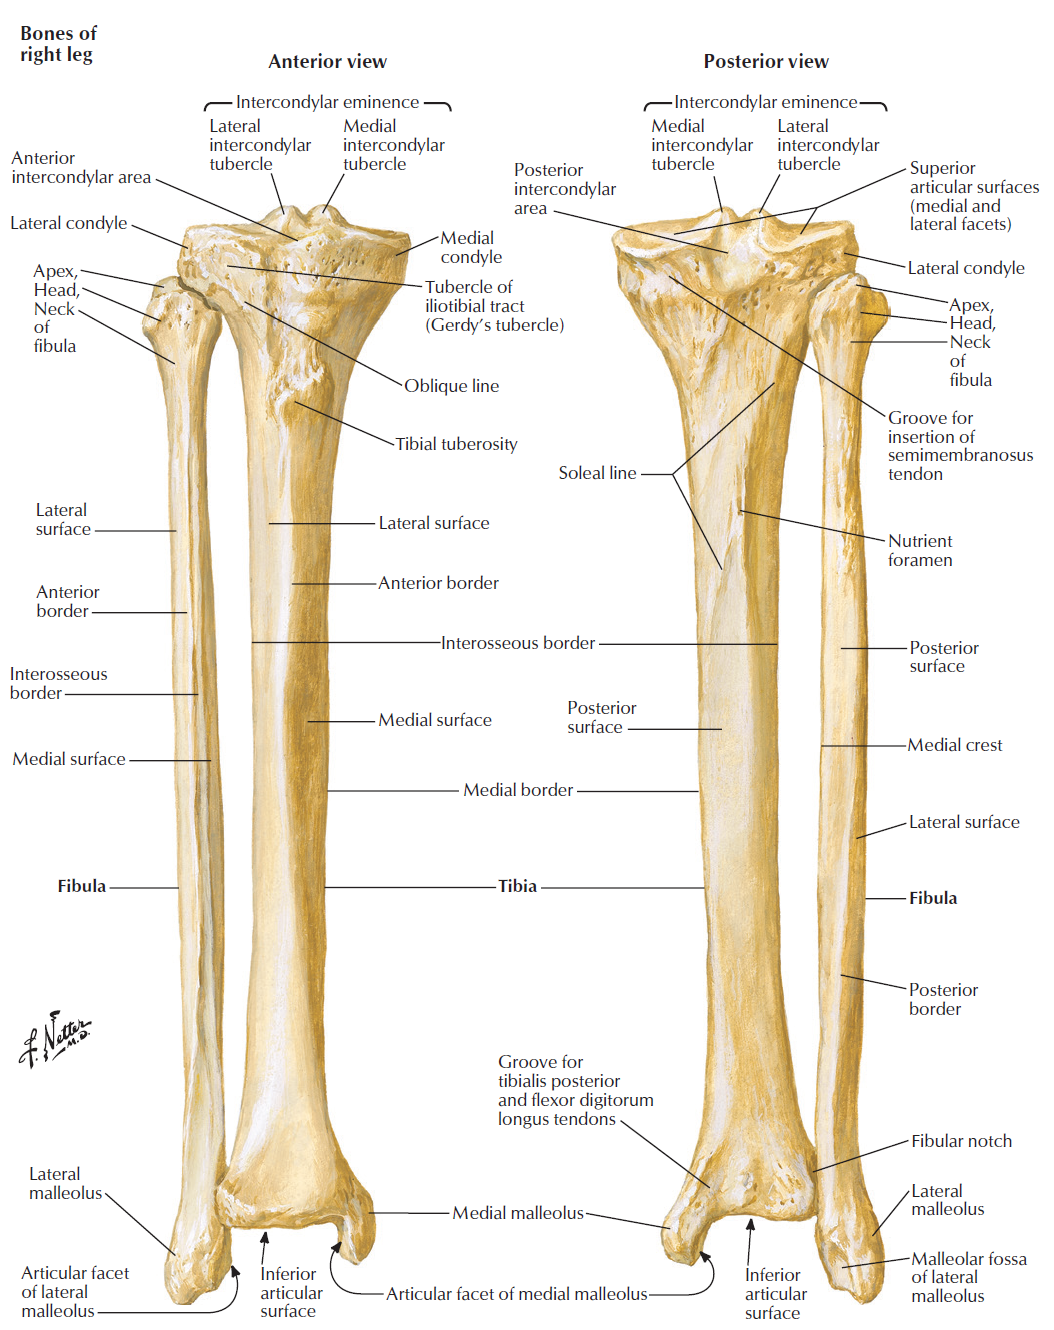 Bones of
right leg
Anterior view
Posterior view
Intercondylar eminence
Lateral
intercondylar
tubercle
Medial
intercondylar
tubercle
Anterior
intercondylar area
Lateral condyle
Apex,
Head,
Neck
of
fibula
Medial
condyle
Tubercle of
iliotibial tract
(Gerdy's tubercle)
Oblique line
Tibial tuberosity
Lateral
surface
Lateral surface
Anterior
border
Anterior border
Interosseous
border
Interosseous border
Medial surface
Medial surface
Medial border
Fibula
Tibia
Lateral
malleolus
Medial malleolus
Articular facet
of lateral
malleolus
Inferior
articular
surface
Articular facet of medial malleolus
Intercondylar eminence
Medial
intercondylar
tubercle
Lateral
intercondylar
tubercle
Posterior
intercondylar
area
Superior
articular surfaces
(medial and
lateral facets)
Lateral condyle
Apex,
Head,
Neck
of
fibula
Groove for
insertion of
semimembranosus
tendon
Soleal line
Nutrient
foramen
Posterior
surface
Posterior
surface
Medial crest
Lateral surface
Fibula
Posterior
border
Groove for
tibialis posterior
and flexor digitorum
longus tendons
Fibular notch
Lateral
malleolus
Malleolar fossa
of lateral
malleolus
Inferior
articular
surface
F. Netter
M.D.